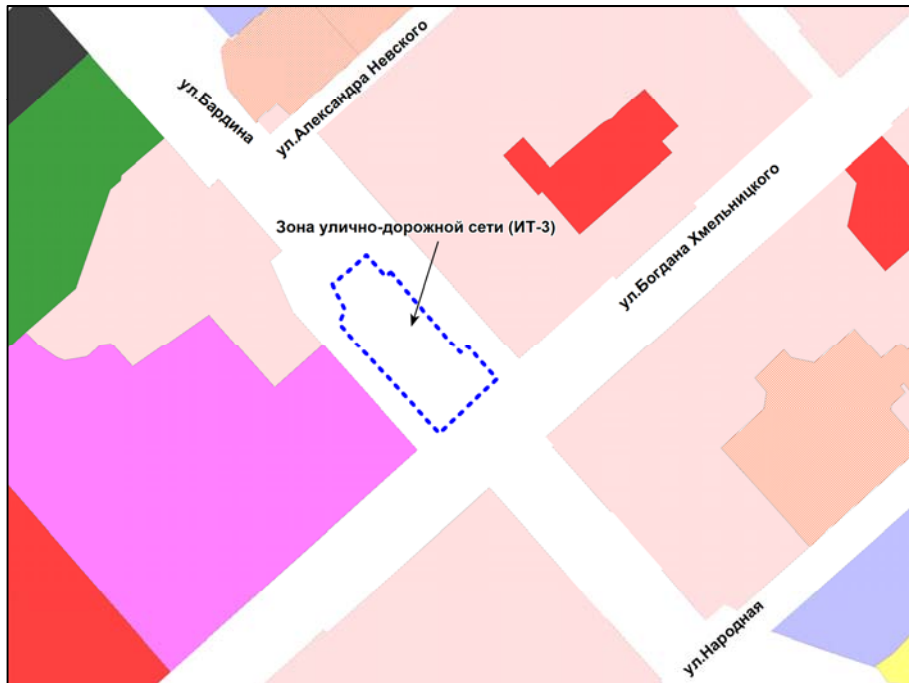 ул.Бардина
ул.Александра Невского
Зона улично-дорожной сети (ИТ-3)
ул.Богдана Хмельницкого
ул.Народная